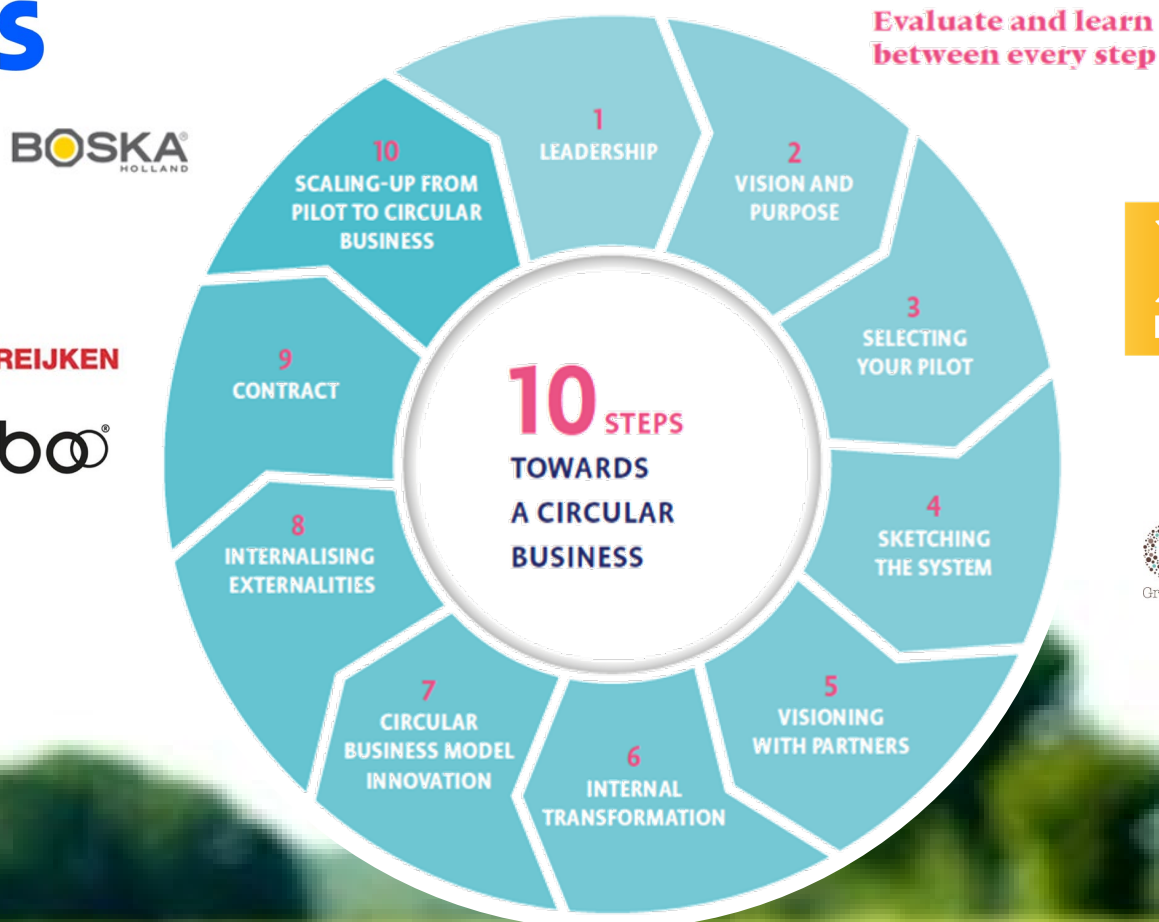 S
Evaluate and learn
between every step
BOSKA®
HOLLAND
REIJKEN
boo®
1
LEADERSHIP
2
VISION AND
PURPOSE
3
SELECTING
YOUR PILOT
4
SKETCHING
THE SYSTEM
5
VISIONING
WITH PARTNERS
6
INTERNAL
TRANSFORMATION
7
CIRCULAR
BUSINESS MODEL
INNOVATION
8
INTERNALISING
EXTERNALITIES
9
CONTRACT
10
SCALING-UP FROM
PILOT TO CIRCULAR
BUSINESS
10 STEPS
TOWARDS
A CIRCULAR
BUSINESS
Gr